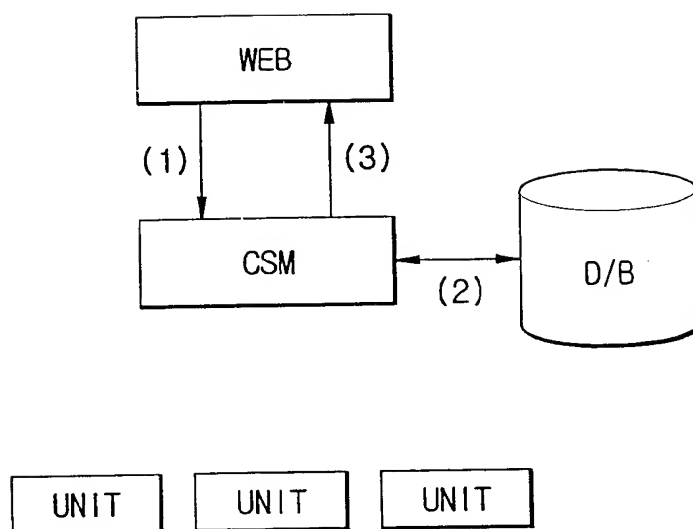 WEB
(1)
(3)
CSM
(2)
D/B
UNIT
UNIT
UNIT